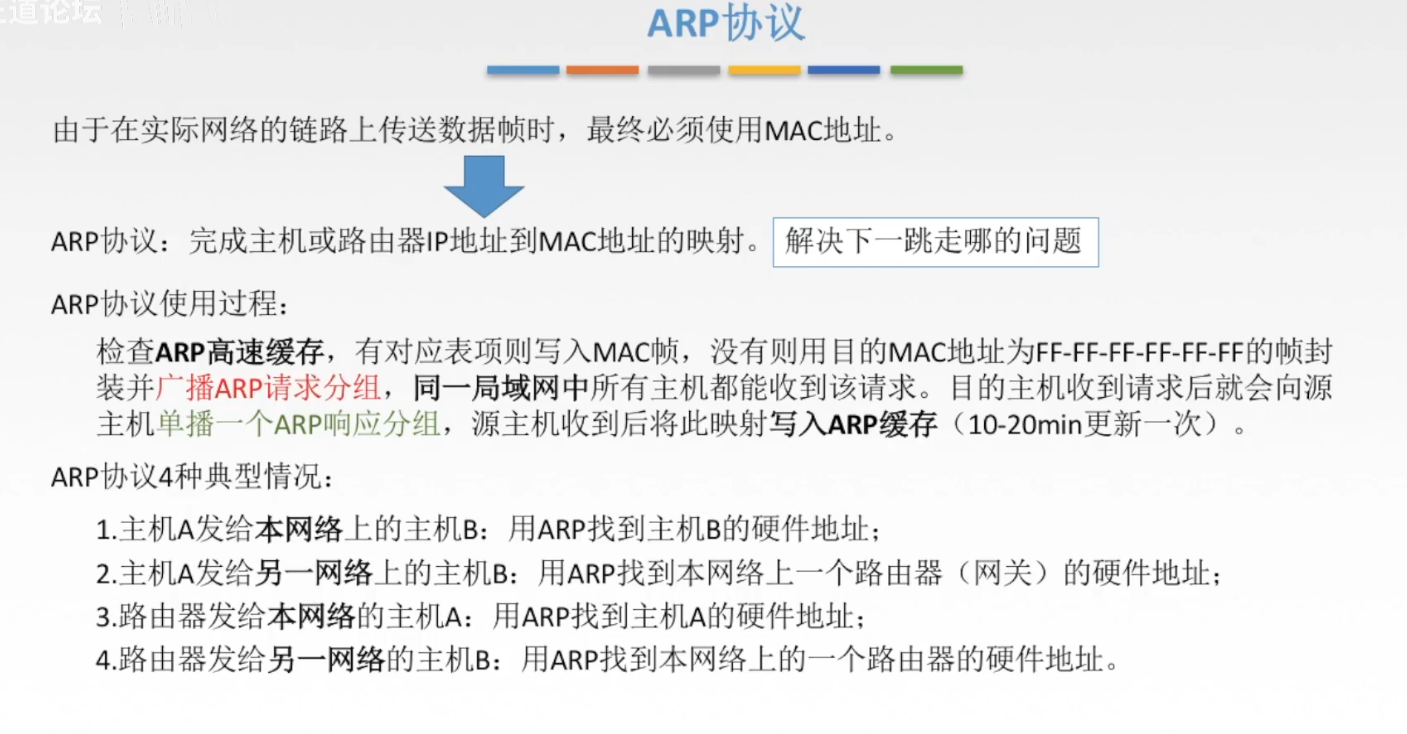 道论坛
ARP协议
由于在实际网络的链路上传送数据帧时，最终必须使用MAC地址。
ARP协议：完成主机或路由器IP地址到MAC地址的映射。 解决下一跳走哪的问题
ARP协议使用过程：
检查ARP高速缓存，有对应表项则写入MAC帧，没有则用目的MAC地址为FF-FF-FF-FF-FF-FF的帧封
装并广播ARP请求分组，同一局域网中所有主机都能收到该请求。目的主机收到请求后就会向源
主机单播一个ARP响应分组，源主机收到后将此映射写入ARP缓存（10-20min更新一次）。
ARP协议4种典型情况：
1.主机A发给本网络上的主机B：用ARP找到主机B的硬件地址；
2.主机A发给另一网络上的主机B：用ARP找到本网络上一个路由器（网关）的硬件地址；
3.路由器发给本网络的主机A：用ARP找到主机A的硬件地址；
4.路由器发给另一网络的主机B：用ARP找到本网络上的一个路由器的硬件地址。